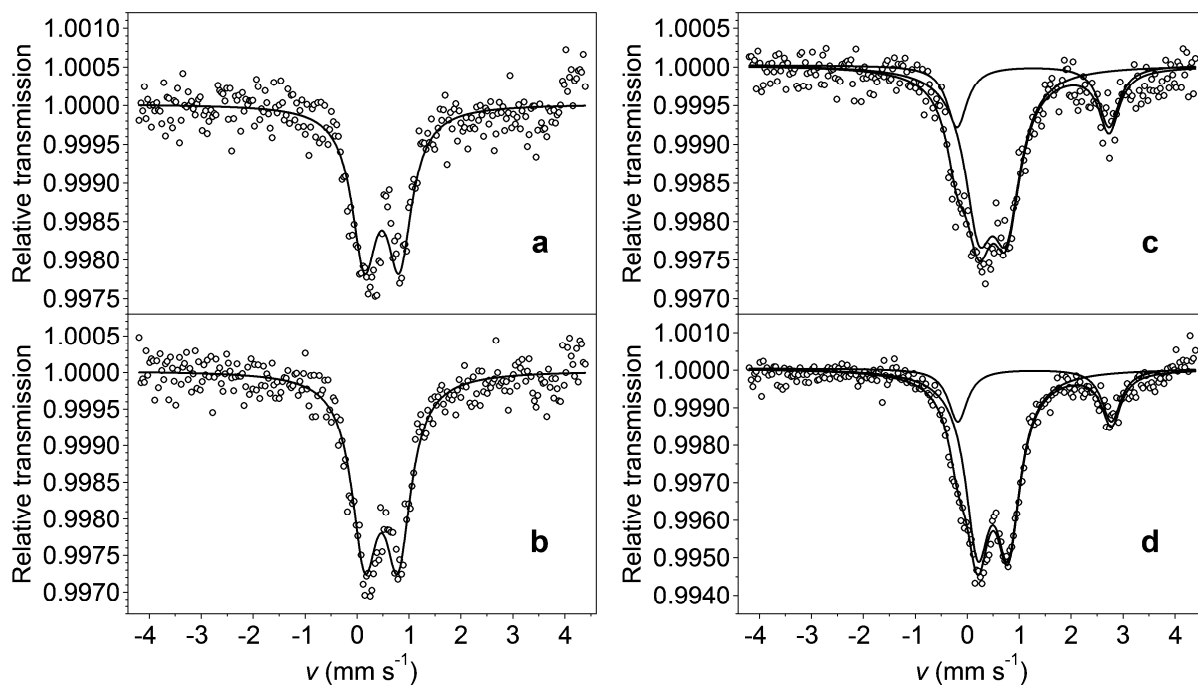 1.0010
1.0005
1.0000
0.9995
0.9990
0.9985
0.9980
0.9975
Relative transmission
a
1.0005
1.0000
0.9995
0.9990
0.9985
0.9980
0.9975
0.9970
Relative transmission
b
-4 -3 -2 -1 0 1 2 3 4
v (mm s⁻¹)
1.0005
1.0000
0.9995
0.9990
0.9985
0.9980
0.9975
0.9970
Relative transmission
c
1.0010
1.0000
0.9990
0.9980
0.9970
0.9960
0.9950
0.9940
Relative transmission
d
-4 -3 -2 -1 0 1 2 3 4
v (mm s⁻¹)